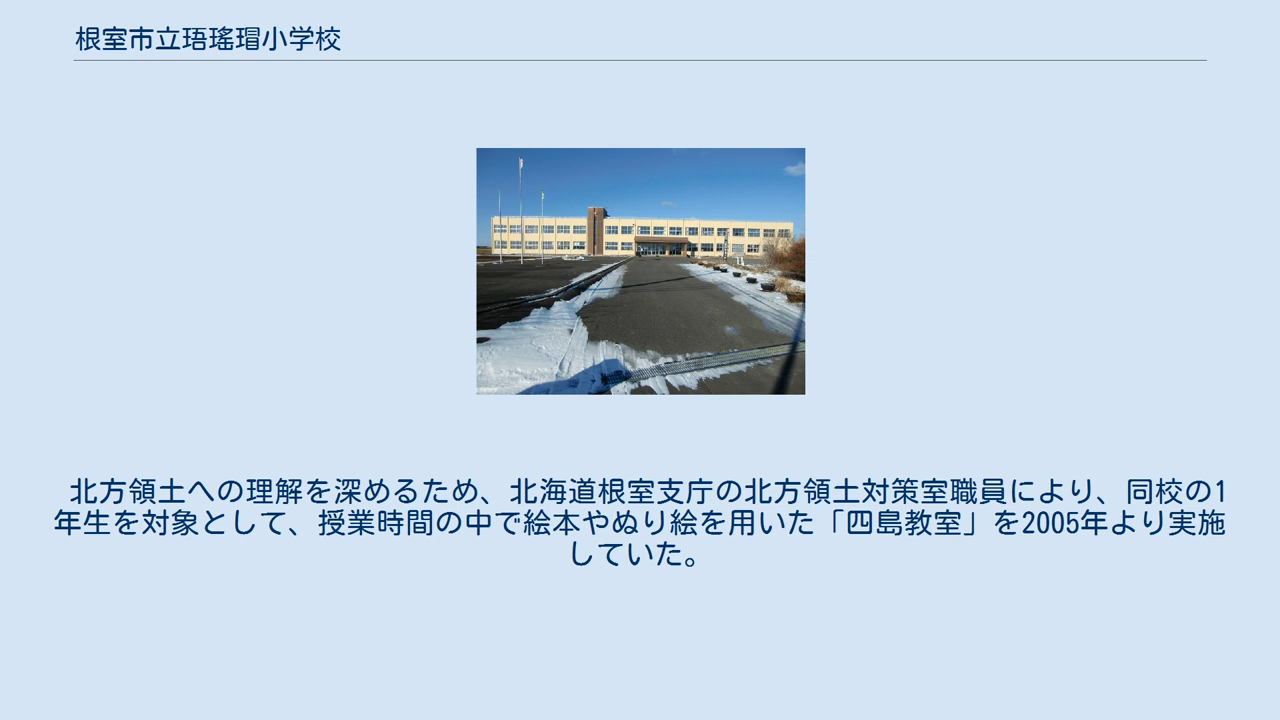 根室市立珸瑤瑁小学校
北方領土への理解を深めるため、北海道根室支庁の北方領土対策室職員により、同校の1
年生を対象として、授業時間の中で絵本やぬり絵を用いた「四島教室」を2005年より実施
していた。